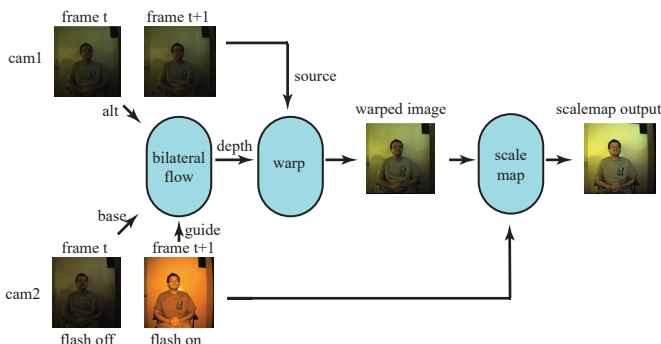 frame t
frame t+1
cam1
source
alt
warped image
scalemap output
bilateral
flow
depth
warp
scale
map
base
guide
frame t
frame t+1
cam2
flash off
flash on